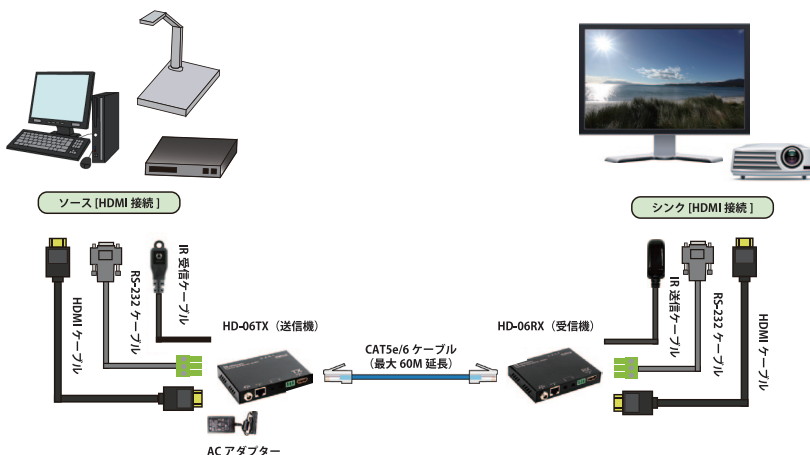 ソース [HDMI 接続 ]
シンク [HDMI 接続 ]
HDMI ケーブル
RS-232 ケーブル
IR 受信ケーブル
HD-06TX（送信機）
CAT5e/6 ケーブル
（最大 60M 延長）
HD-06RX（受信機）
IR 送信ケーブル
RS-232 ケーブル
HDMI ケーブル
AC アダプター